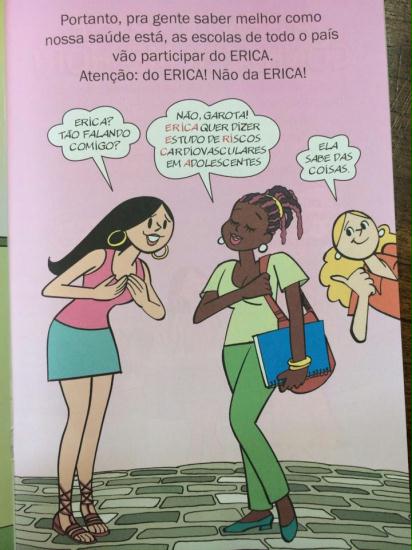 Portanto, pra gente saber melhor como
nossa saúde está, as escolas de todo o país
vão participar do ERICA.
Atenção: do ERICA! Não da ERICA!
ERICA?
TÃO FALANDO
COMIGO?
NÃO, GAROTA!
ERICA QUER DIZER
ESTUDO DE RISCOS
CARDIOVASCULARES
EM ADOLESCENTES
ELA
SABE DAS
COISAS.